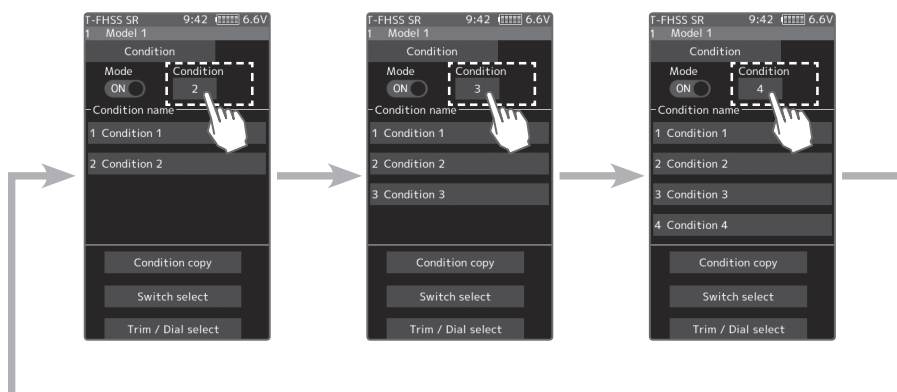 T-FHSS SR 9:42 6.6V
1 Model 1
Condition
Mode Condition
ON 2
Condition name
1 Condition 1
2 Condition 2
Condition copy
Switch select
Trim / Dial select
T-FHSS SR 9:42 6.6V
1 Model 1
Condition
Mode Condition
ON 3
Condition name
1 Condition 1
2 Condition 2
3 Condition 3
Condition copy
Switch select
Trim / Dial select
T-FHSS SR 9:42 6.6V
1 Model 1
Condition
Mode Condition
ON 4
Condition name
1 Condition 1
2 Condition 2
3 Condition 3
4 Condition 4
Condition copy
Switch select
Trim / Dial select